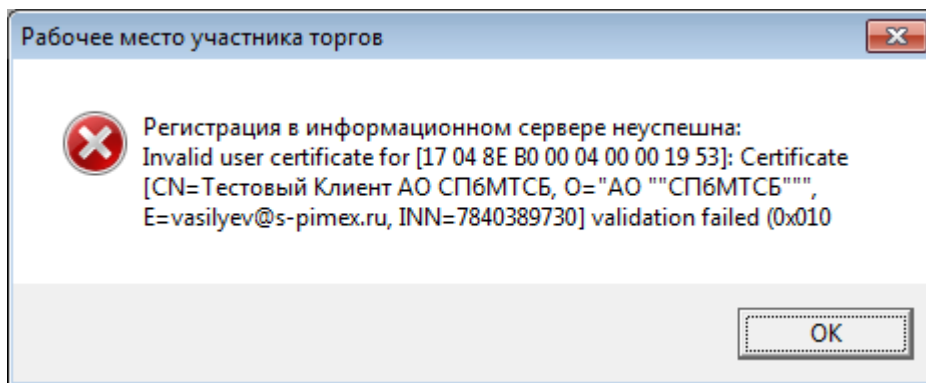 Рабочее место участника торгов
Регистрация в информационном сервере неуспешна:
Invalid user certificate for [17 04 8E B0 00 04 00 00 19 53]: Certificate
[CN=Тестовый Клиент АО СПбМТСБ, O="АО ""СПбМТСБ""",
E=vasilyev@s-pimex.ru, INN=7840389730] validation failed (0x010
OK